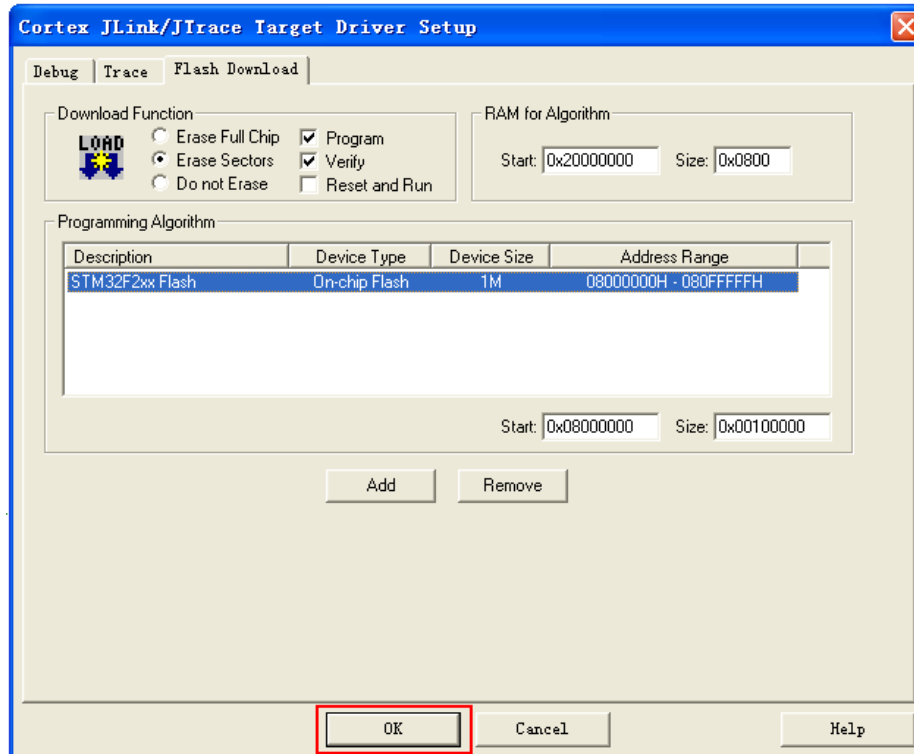 Cortex JLink/JTrace Target Driver Setup
Debug Trace Flash Download
Download Function
LOAD
Erase Full Chip
Erase Sectors
Do not Erase
Program
Verify
Reset and Run
RAM for Algorithm
Start: 0x20000000 Size: 0x0800
Programming Algorithm
Description Device Type Device Size Address Range
STM32F2xx Flash On-chip Flash 1M 08000000H - 080FFFFFH
Start: 0x08000000 Size: 0x00100000
Add Remove
OK Cancel Help